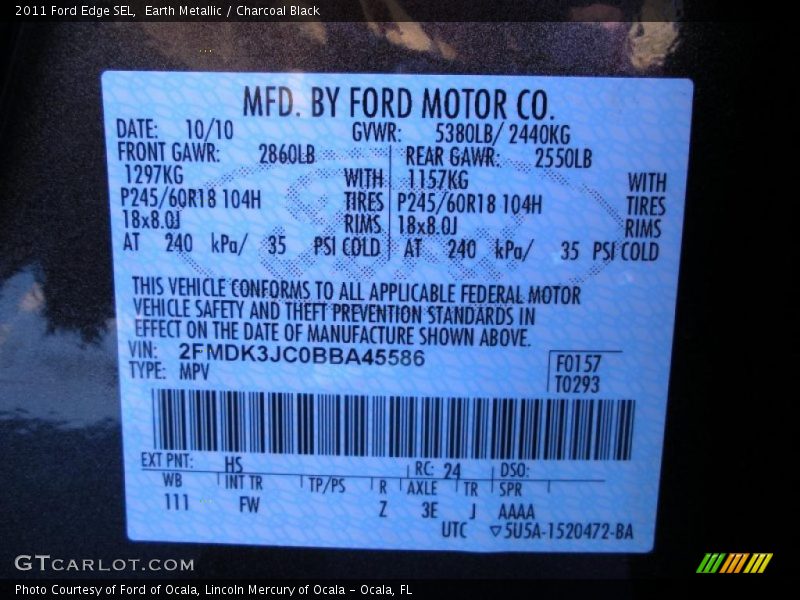 2011 Ford Edge SEL, Earth Metallic / Charcoal Black
MFD. BY FORD MOTOR CO.
DATE: 10/10 GVWR: 5380LB/ 2440KG
FRONT GAWR: 2860LB REAR GAWR: 2550LB
1297KG WITH 1157KG WITH
P245/60R18 104H TIRES P245/60R18 104H TIRES
18x8.0J RIMS 18x8.0J RIMS
AT 240 kPa/ 35 PSI COLD AT 240 kPa/ 35 PSI COLD
THIS VEHICLE CONFORMS TO ALL APPLICABLE FEDERAL MOTOR
VEHICLE SAFETY AND THEFT PREVENTION STANDARDS IN
EFFECT ON THE DATE OF MANUFACTURE SHOWN ABOVE.
VIN: 2FMDK3JC0BBA45586 F0157
TYPE: MPV T0293
EXT PNT: HS RC: 24 DSO:
WB INT TR TP/PS R AXLE TR SPR
111 FW Z 3E J AAAA
UTC ▽5U5A-1520472-BA
GTCARLOT.COM
Photo Courtesy of Ford of Ocala, Lincoln Mercury of Ocala – Ocala, FL